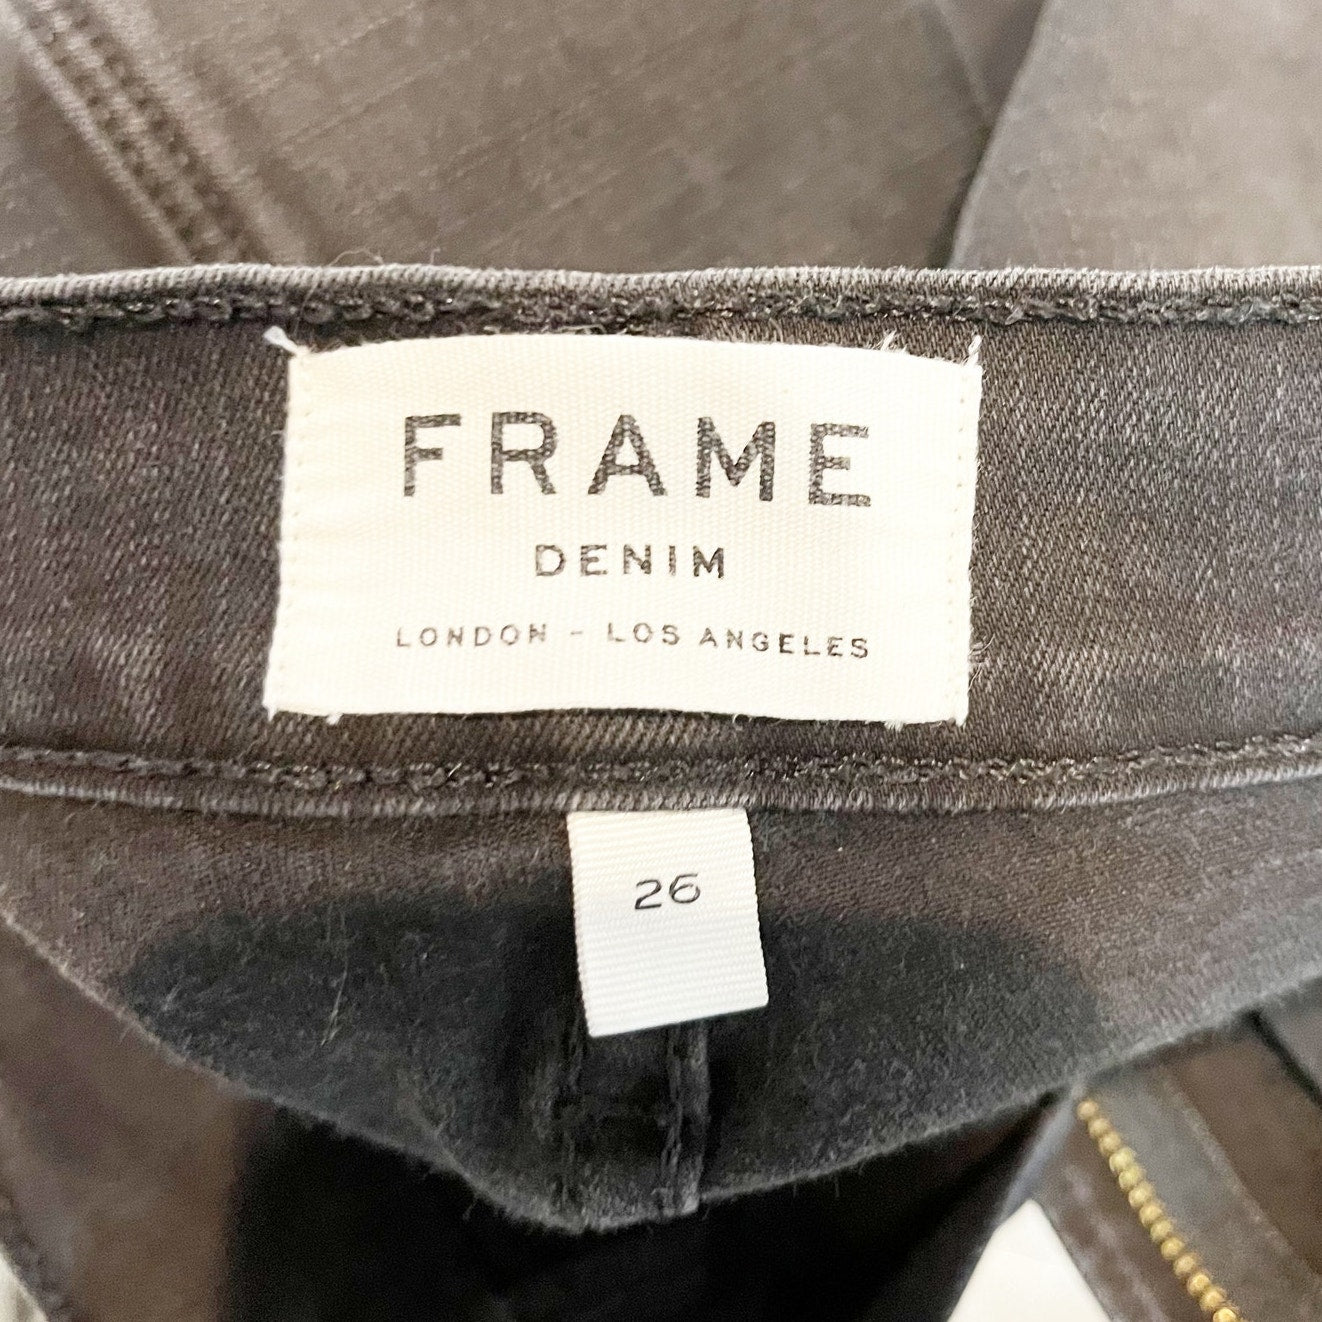 FRAME
DENIM
LONDON - LOS ANGELES
26